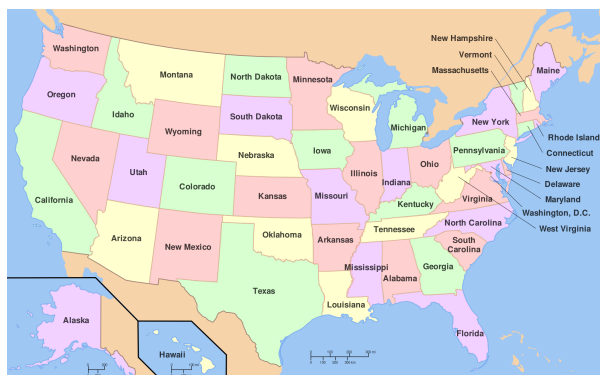 New Hampshire
Vermont
Massachusetts
Washington
Montana
North Dakota
Minnesota
Maine
Oregon
Idaho
Wisconsin
South Dakota
Michigan
New York
Rhode Island
Wyoming
Connecticut
Pennsylvania
Iowa
Nebraska
Nevada
Ohio
New Jersey
Utah
Illinois
Indiana
Colorado
Delaware
California
Kansas
Missouri
Kentucky
Virginia
Maryland
Washington, D.C.
West Virginia
North Carolina
Tennessee
Oklahoma
Arizona
Arkansas
New Mexico
South
Carolina
Mississippi
Georgia
Alabama
Texas
Louisiana
Alaska
Florida
Hawaii